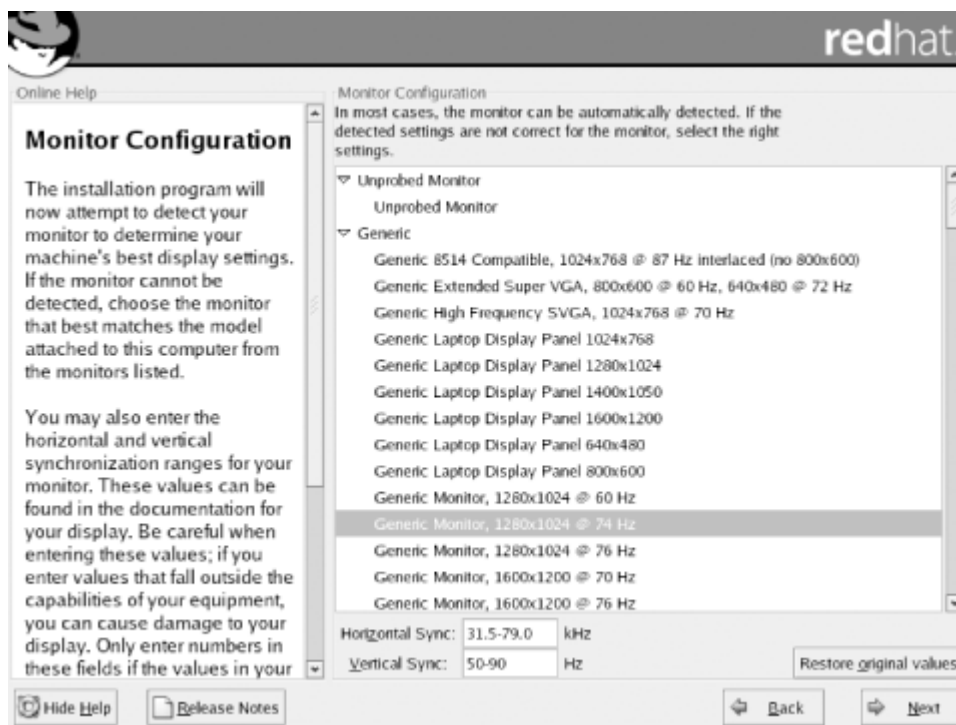 redhat.
Online Help
Monitor Configuration
The installation program will
now attempt to detect your
monitor to determine your
machine's best display settings.
If the monitor cannot be
detected, choose the monitor
that best matches the model
attached to this computer from
the monitors listed.
You may also enter the
horizontal and vertical
synchronization ranges for your
monitor. These values can be
found in the documentation for
your display. Be careful when
entering these values; if you
enter values that fall outside the
capabilities of your equipment,
you can cause damage to your
display. Only enter numbers in
these fields if the values in your
Monitor Configuration
In most cases, the monitor can be automatically detected. If the
detected settings are not correct for the monitor, select the right
settings.
Unprobed Monitor
Unprobed Monitor
Generic
Generic 8514 Compatible, 1024x768 @ 87 Hz interlaced (no 800x600)
Generic Extended Super VGA, 800x600 @ 60 Hz, 640x480 @ 72 Hz
Generic High Frequency SVGA, 1024x768 @ 70 Hz
Generic Laptop Display Panel 1024x768
Generic Laptop Display Panel 1280x1024
Generic Laptop Display Panel 1400x1050
Generic Laptop Display Panel 1600x1200
Generic Laptop Display Panel 640x480
Generic Laptop Display Panel 800x600
Generic Monitor, 1280x1024 @ 60 Hz
Generic Monitor, 1280x1024 @ 74 Hz
Generic Monitor, 1280x1024 @ 76 Hz
Generic Monitor, 1600x1200 @ 70 Hz
Generic Monitor, 1600x1200 @ 76 Hz
Horizontal Sync: 31.5-79.0 kHz
Vertical Sync: 50-90 Hz
Restore original values
Hide Help
Release Notes
Back
Next